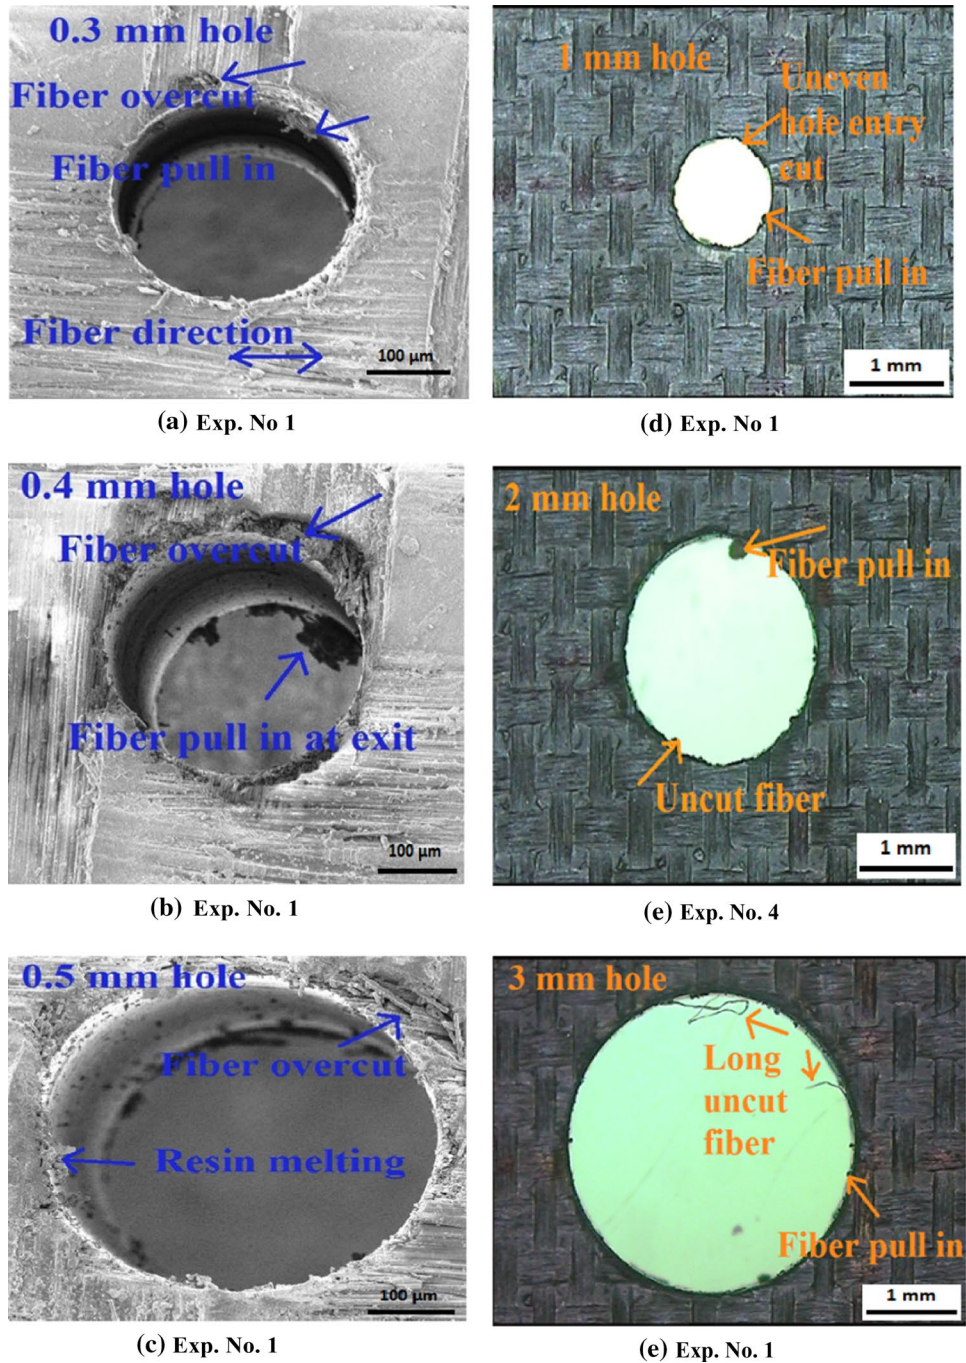 0.3 mm hole
Fiber overcut
Fiber pull in
Fiber direction
100 µm
(a) Exp. No 1
1 mm hole
Uneven
hole entry
cut
Fiber pull in
1 mm
(d) Exp. No 1
0.4 mm hole
Fiber overcut
Fiber pull in at exit
100 µm
(b) Exp. No. 1
2 mm hole
Fiber pull in
Uncut fiber
1 mm
(e) Exp. No. 4
0.5 mm hole
Fiber overcut
Resin melting
100 µm
(c) Exp. No. 1
3 mm hole
Long
uncut
fiber
Fiber pull in
1 mm
(e) Exp. No. 1